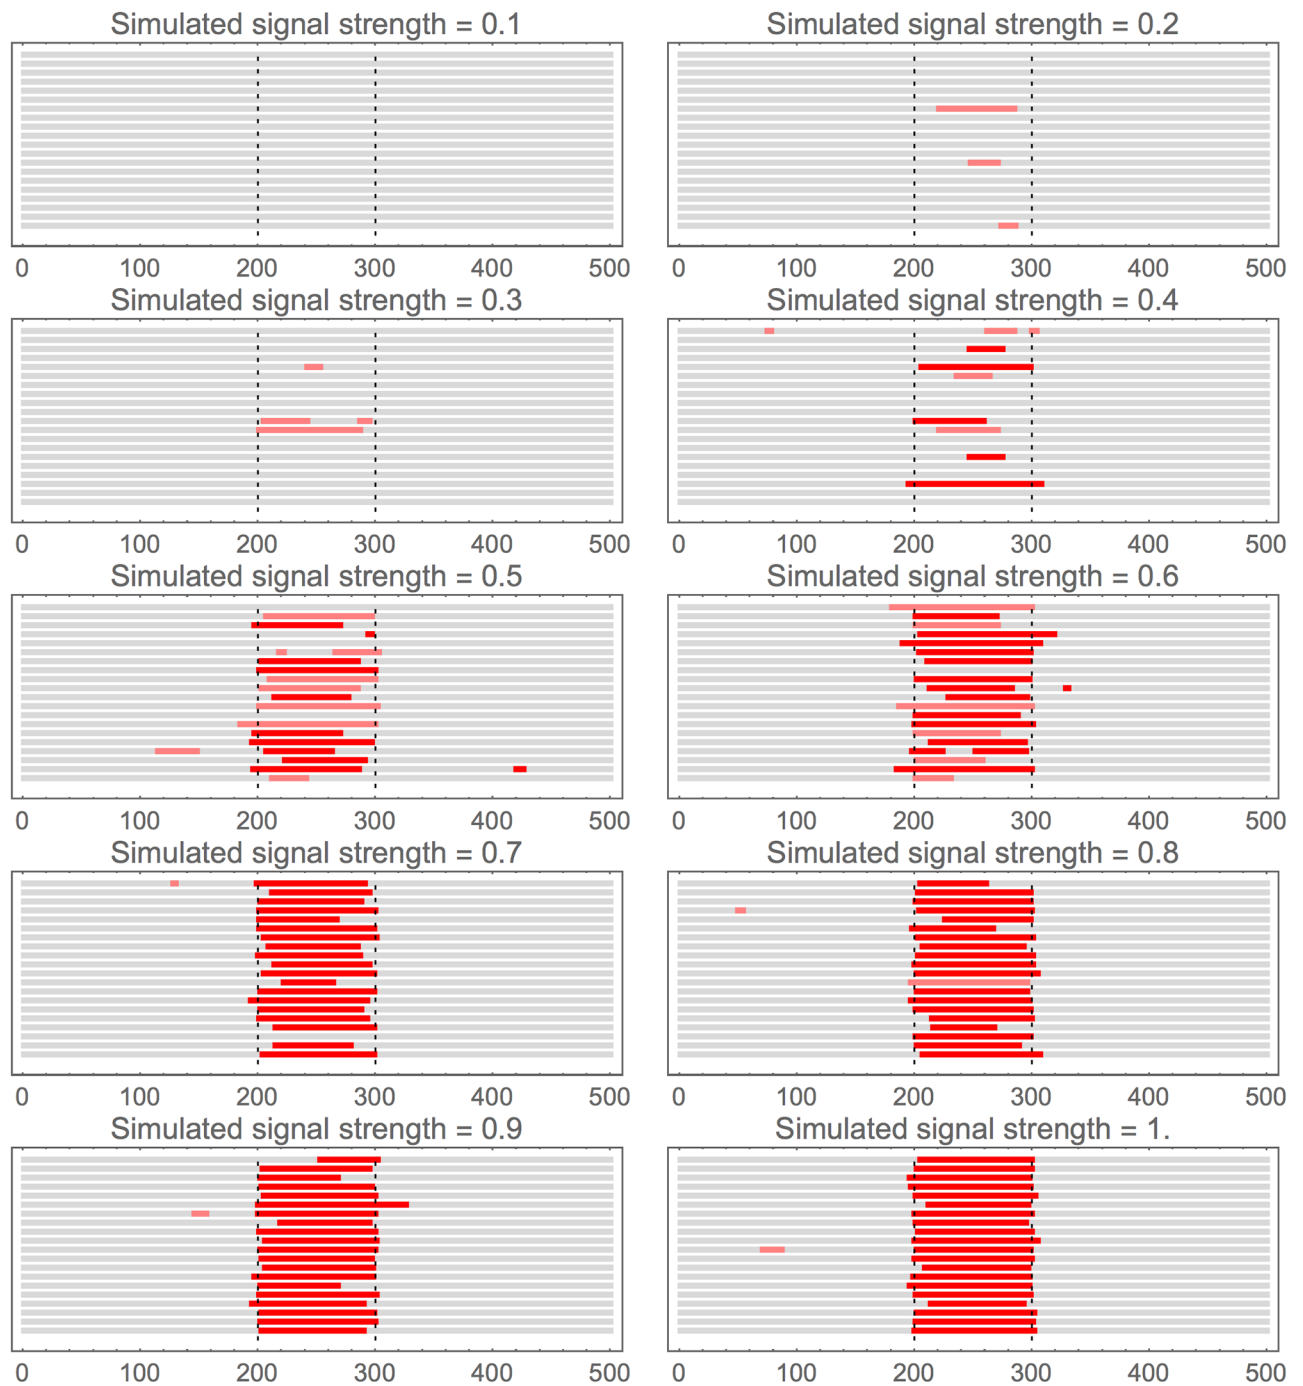 Simulated signal strength = 0.1
Simulated signal strength = 0.2
0 100 200 300 400 500
0 100 200 300 400 500
Simulated signal strength = 0.3
Simulated signal strength = 0.4
0 100 200 300 400 500
0 100 200 300 400 500
Simulated signal strength = 0.5
Simulated signal strength = 0.6
0 100 200 300 400 500
0 100 200 300 400 500
Simulated signal strength = 0.7
Simulated signal strength = 0.8
0 100 200 300 400 500
0 100 200 300 400 500
Simulated signal strength = 0.9
Simulated signal strength = 1.
0 100 200 300 400 500
0 100 200 300 400 500